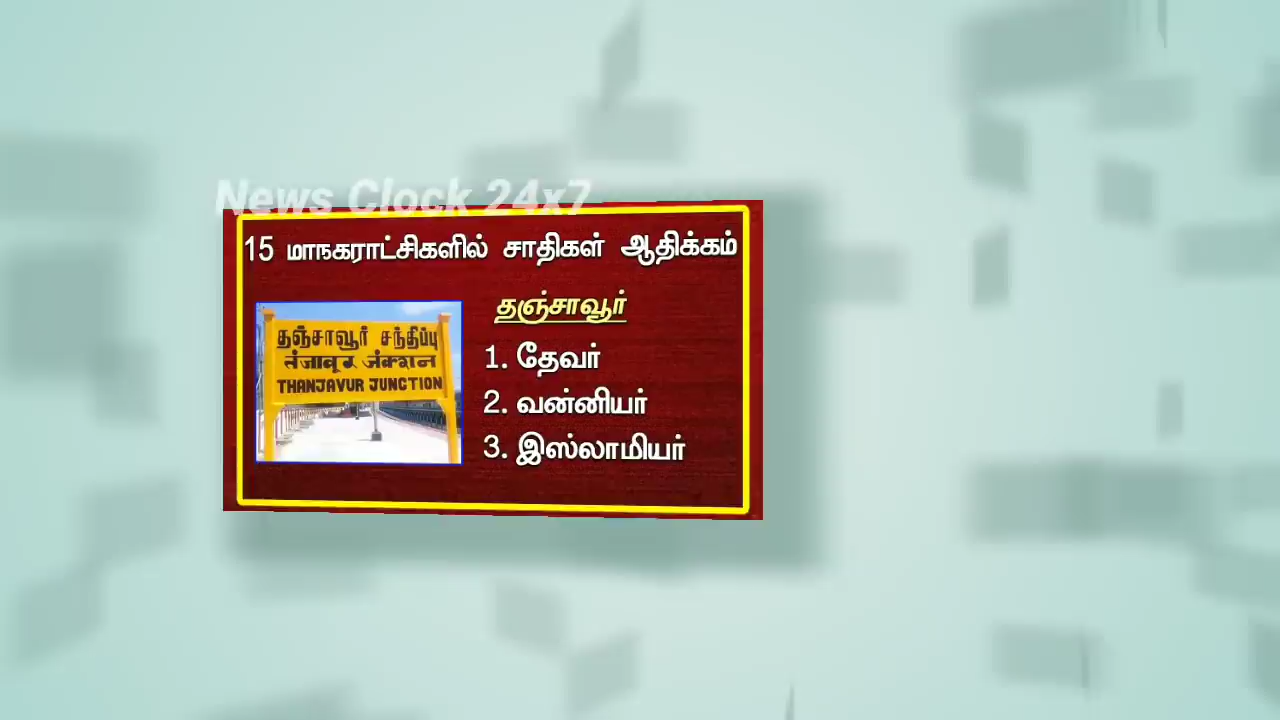 News Clock 24x7
15 மாநகராட்சிகளில் சாதிகள் ஆதிக்கம்
தஞ்சாவூர்
தஞ்சாவூர் சந்திப்பு
तंजावूर जंक्शन
THANJAVUR JUNCTION
1. தேவர்
2. வன்னியர்
3. இஸ்லாமியர்